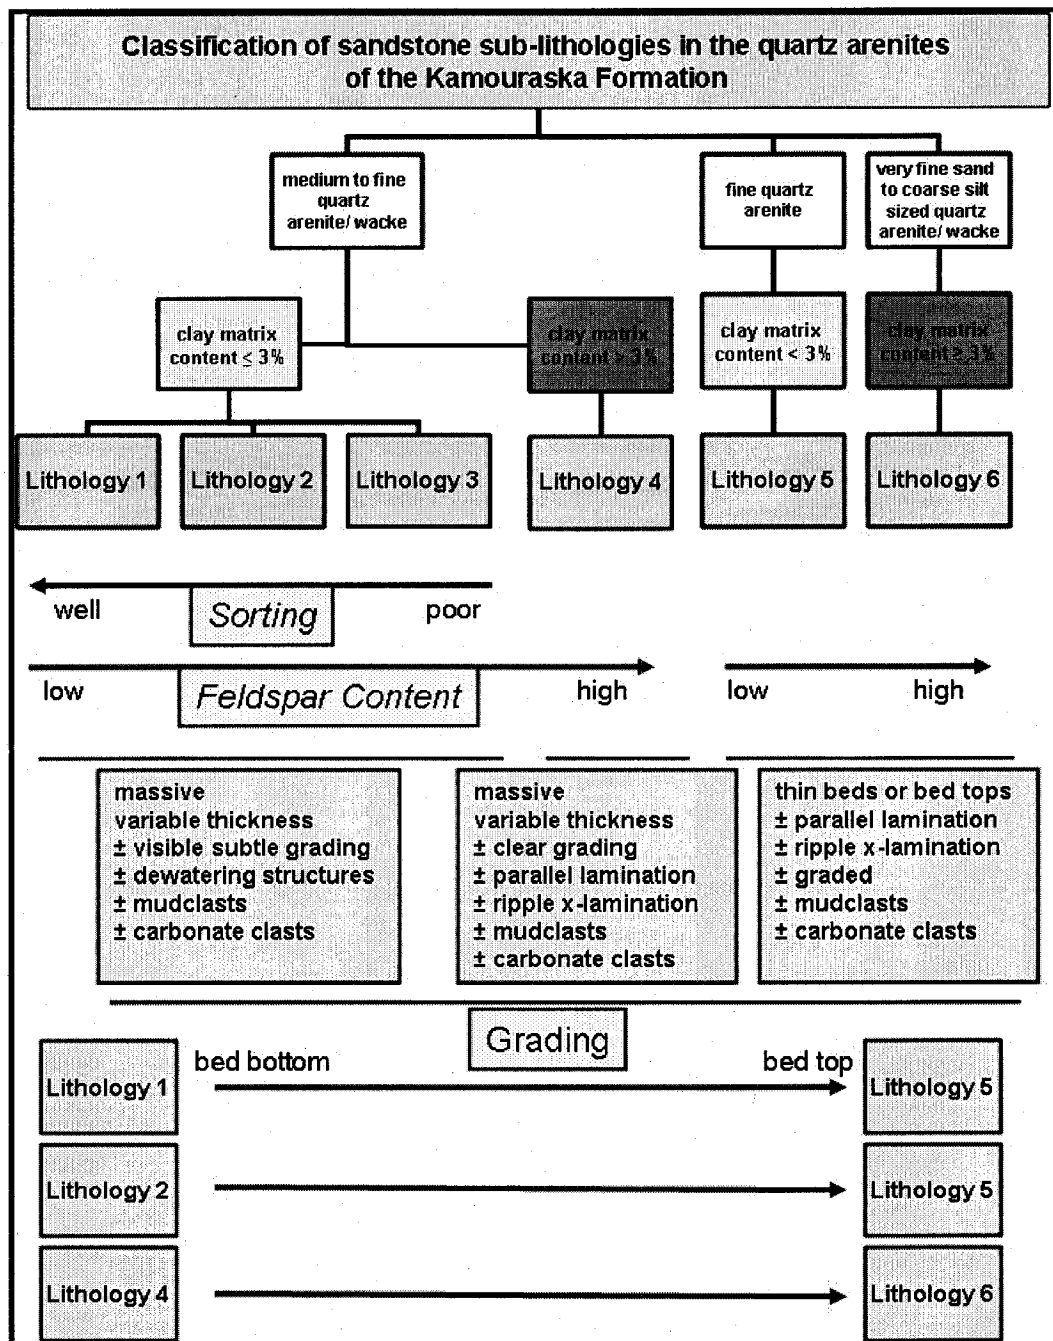 Classification of sandstone sub-lithologies in the quartz arenites
of the Kamouraska Formation
medium to fine
quartz
arenite/ wacke
fine quartz
arenite
very fine sand
to coarse silt
sized quartz
arenite/ wacke
clay matrix
content ≤ 3%
clay matrix
content ≥ 3%
clay matrix
content < 3%
clay matrix
content ≥ 3%
Lithology 1
Lithology 2
Lithology 3
Lithology 4
Lithology 5
Lithology 6
well
Sorting
poor
low
Feldspar Content
high
low
high
massive
variable thickness
± visible subtle grading
± dewatering structures
± mudclasts
± carbonate clasts
massive
variable thickness
± clear grading
± parallel lamination
± ripple x-lamination
± mudclasts
± carbonate clasts
thin beds or bed tops
± parallel lamination
± ripple x-lamination
± graded
± mudclasts
± carbonate clasts
Grading
bed bottom
bed top
Lithology 1
Lithology 5
Lithology 2
Lithology 5
Lithology 4
Lithology 6